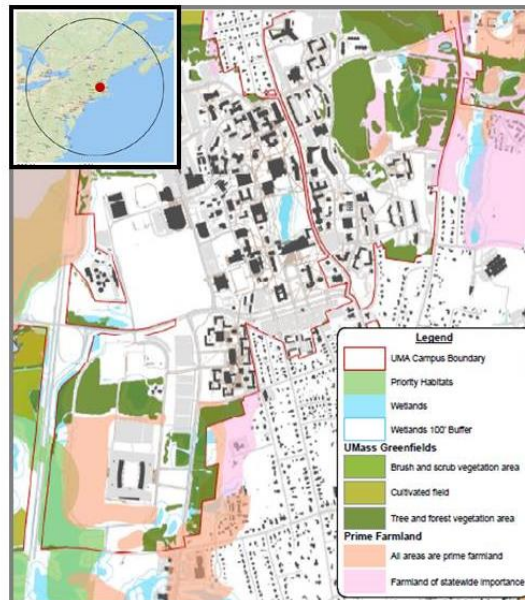 Legend
UMA Campus Boundary
Priority Habitats
Wetlands
Wetlands 100' Buffer
UMass Greenfields
Brush and scrub vegetation area
Cultivated field
Tree and forest vegetation area
Prime Farmland
All areas are prime farmland
Farmland of statewide importance